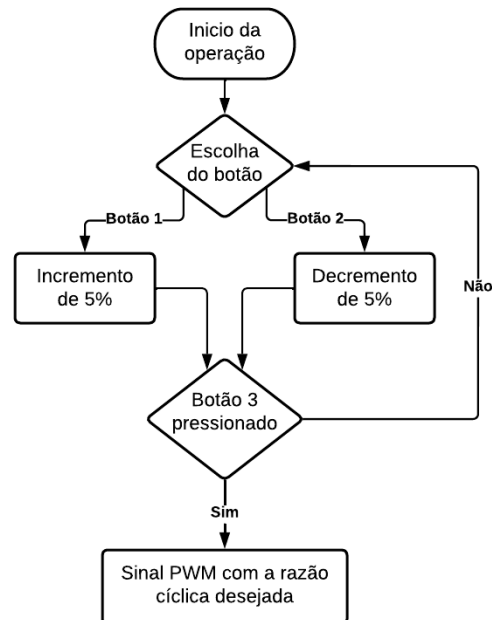 Inicio da
operação
Escolha
do botão
Botão 1
Botão 2
Incremento
de 5%
Decremento
de 5%
Não
Botão 3
pressionado
Sim
Sinal PWM com a razão
cíclica desejada